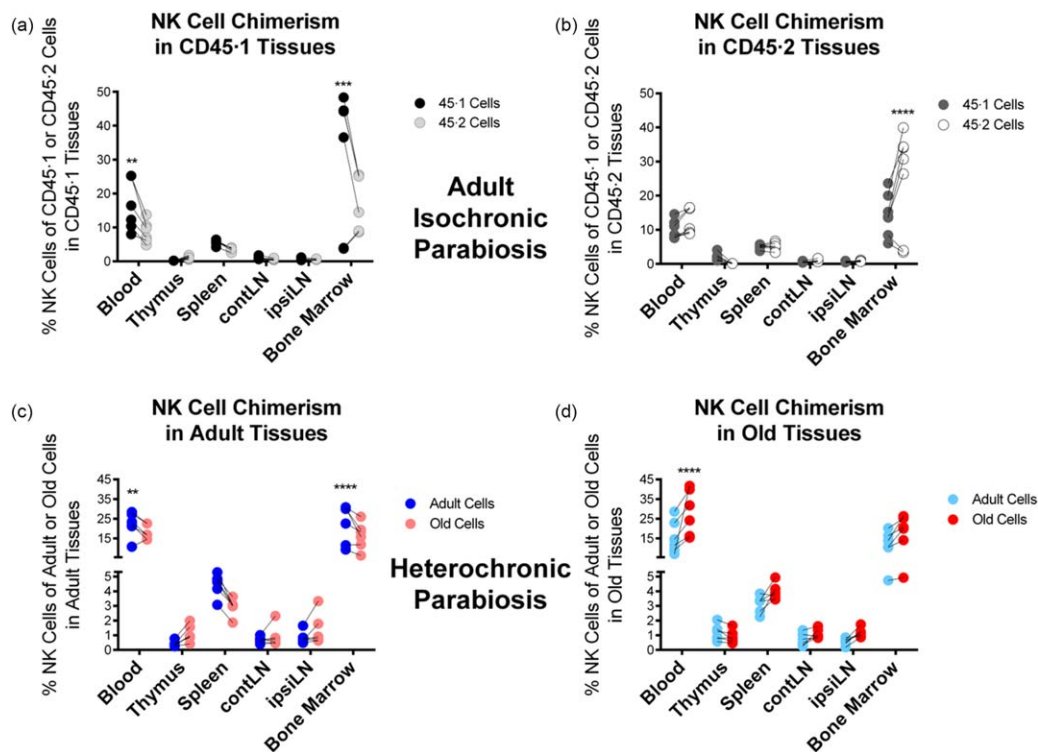 (a)
NK Cell Chimerism
in CD45·1 Tissues
% NK Cells of CD45·1 or CD45·2 Cells
in CD45·1 Tissues
50
40
30
20
10
0
**
***
45·1 Cells
45·2 Cells
Blood
Thymus
Spleen
contLN
ipsiLN
Bone Marrow
(b)
NK Cell Chimerism
in CD45·2 Tissues
% NK Cells of CD45·1 or CD45·2 Cells
in CD45·2 Tissues
50
40
30
20
10
0
****
45·1 Cells
45·2 Cells
Blood
Thymus
Spleen
contLN
ipsiLN
Bone Marrow
Adult
Isochronic
Parabiosis
(c)
NK Cell Chimerism
in Adult Tissues
% NK Cells of Adult or Old Cells
in Adult Tissues
45
35
25
15
5
5
4
3
2
1
0
**
****
Adult Cells
Old Cells
Blood
Thymus
Spleen
contLN
ipsiLN
Bone Marrow
(d)
NK Cell Chimerism
in Old Tissues
% NK Cells of Adult or Old Cells
in Old Tissues
45
35
25
15
5
5
4
3
2
1
0
****
Adult Cells
Old Cells
Blood
Thymus
Spleen
contLN
ipsiLN
Bone Marrow
Heterochronic
Parabiosis